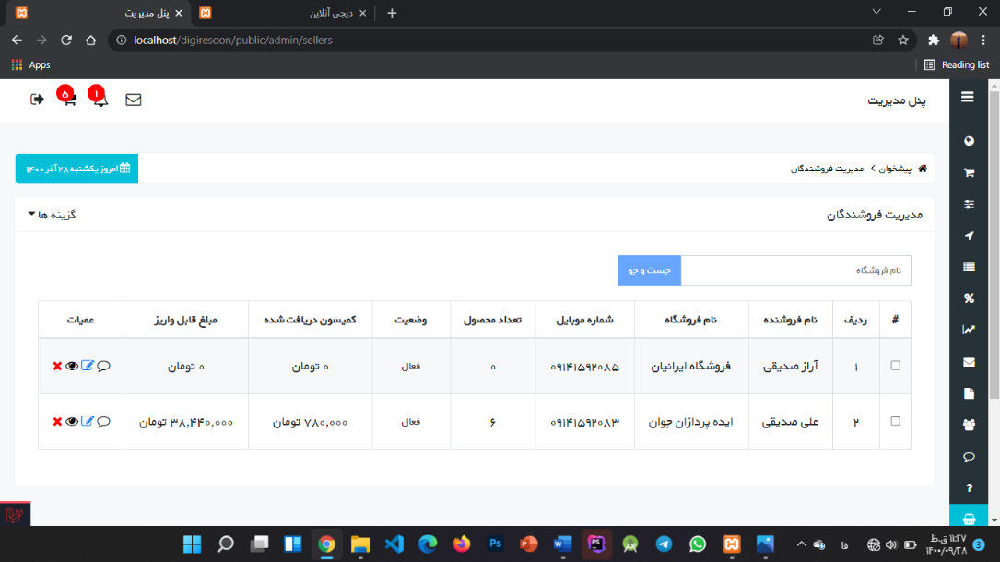 پنل مدیریت
دیجی آنلاین
localhost/digiresoon/public/admin/sellers
Apps
Reading list
پنل مدیریت
۱
۵
پیشخوان
مدیریت فروشندگان
امروز یکشنبه ۲۸ آذر ۱۴۰۰
مدیریت فروشندگان
گزینه ها
نام فروشگاه
جست و جو
# ردیف نام فروشنده نام فروشگاه شماره موبایل تعداد محصول وضعیت کمیسون دریافت شده مبلغ قابل واریز عمیات
۱ آراز صدیقی فروشگاه ایرانیان ۰۹۱۴۱۵۹۲۰۸۵ ۰ فعال ۰ تومان ۰ تومان
۲ علی صدیقی ایده پردازان جوان ۰۹۱۴۱۵۹۲۰۸۳ ۶ فعال ۷۸۰,۰۰۰ تومان ۳۸,۴۴۰,۰۰۰ تومان
فا
۱۱:۲۷ ق.ظ
۱۴۰۰/۰۹/۲۸
3